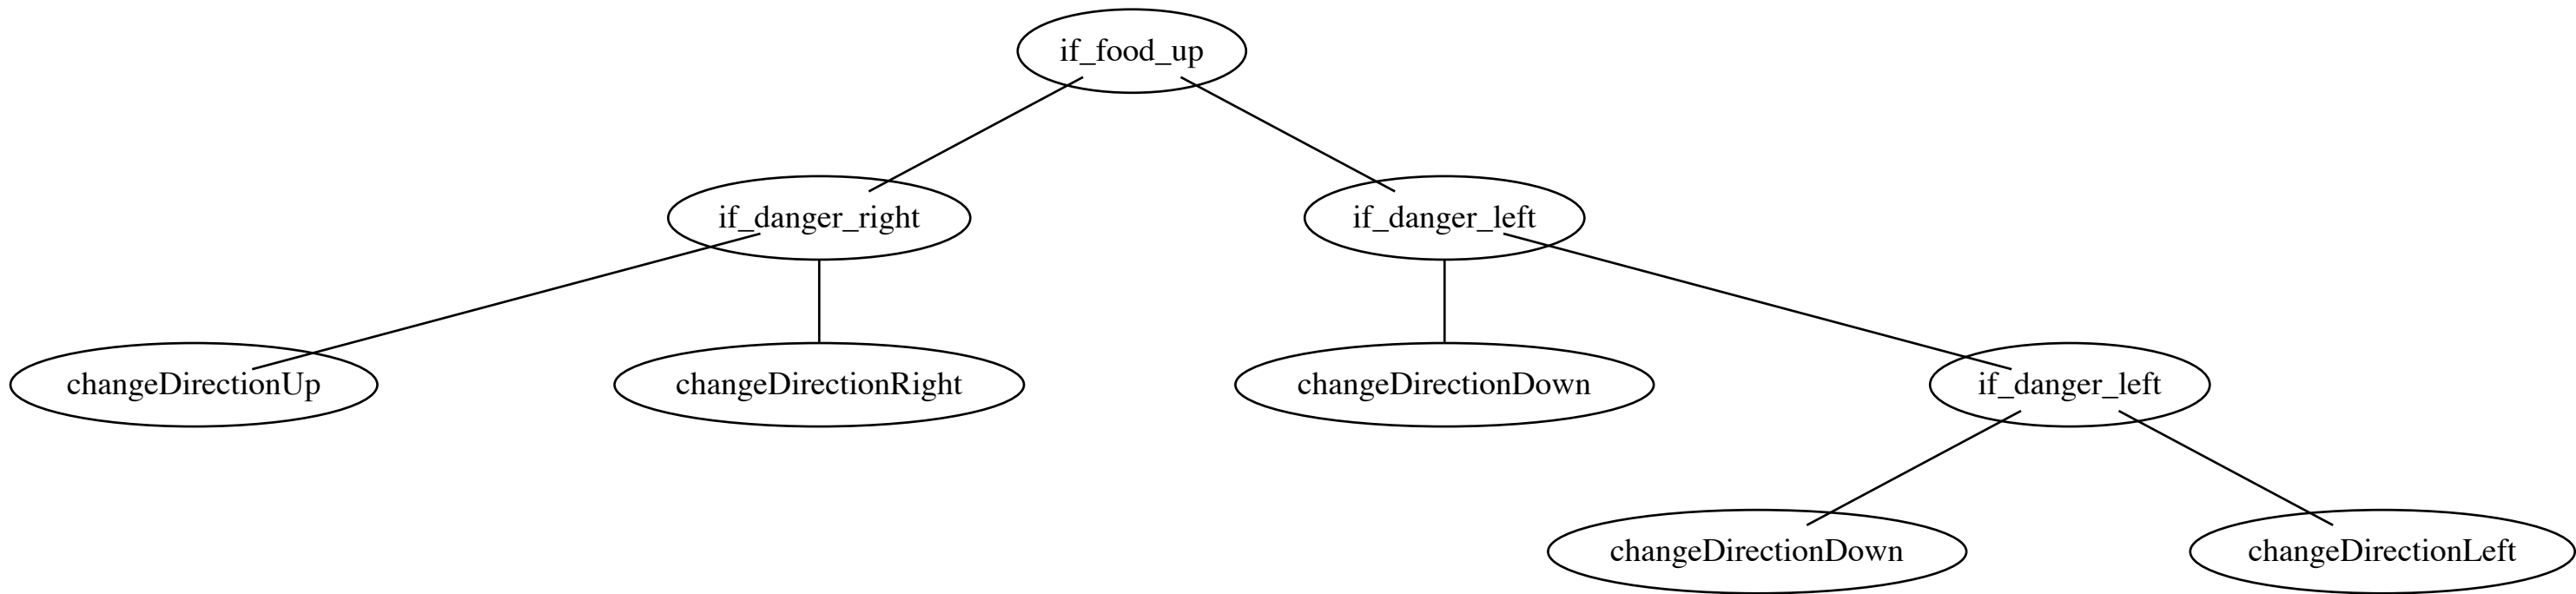 if_food_up
if_danger_right
if_danger_left
changeDirectionUp
changeDirectionRight
changeDirectionDown
if_danger_left
changeDirectionDown
changeDirectionLeft